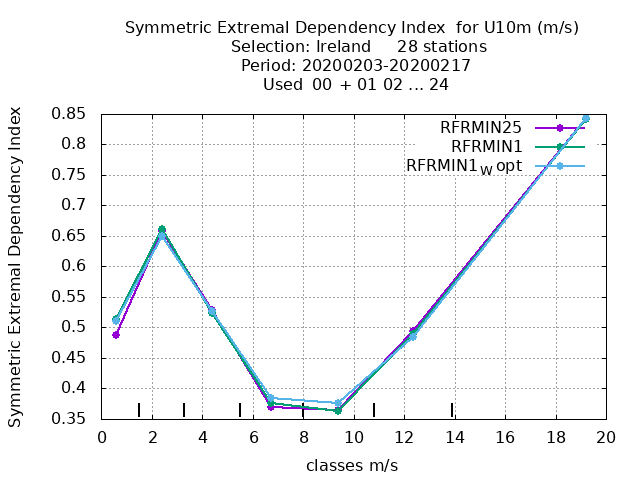 Symmetric Extremal Dependency Index  for U10m (m/s)
Selection: Ireland     28 stations
Period: 20200203-20200217
Used  00 + 01 02 ... 24
Symmetric Extremal Dependency Index
0.85
0.8
0.75
0.7
0.65
0.6
0.55
0.5
0.45
0.4
0.35
RFRMIN25
RFRMIN1
RFRMIN1W opt
0 2 4 6 8 10 12 14 16 18 20
classes m/s